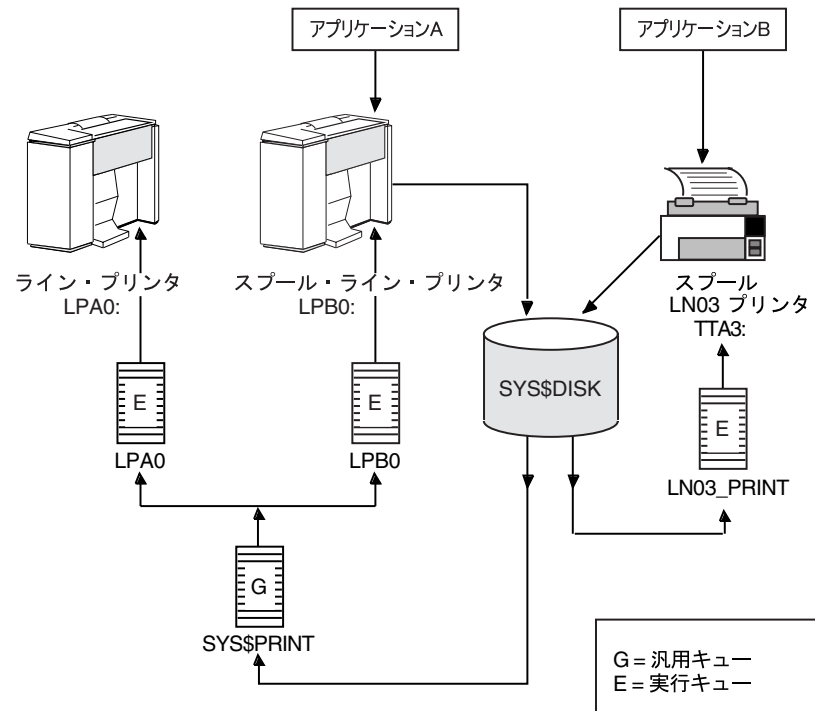 アプリケーションA
アプリケーションB
ライン・プリンタ
LPA0:
スプール・ライン・プリンタ
LPB0:
スプール
LN03 プリンタ
TTA3:
SYS$DISK
E
LPA0
E
LPB0
E
LN03_PRINT
G
SYS$PRINT
G = 汎用キュー
E = 実行キュー